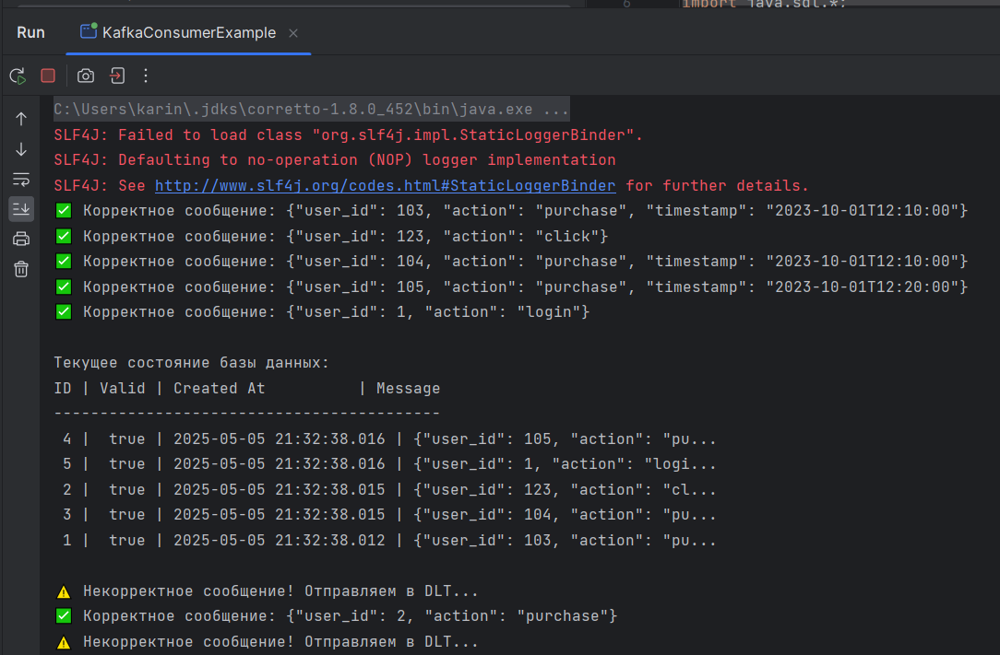 6 import java.sql.*;
Run KafkaConsumerExample
C:\Users\karin\.jdks\corretto-1.8.0_452\bin\java.exe ...
SLF4J: Failed to load class "org.slf4j.impl.StaticLoggerBinder".
SLF4J: Defaulting to no-operation (NOP) logger implementation
SLF4J: See http://www.slf4j.org/codes.html#StaticLoggerBinder for further details.
✅ Корректное сообщение: {"user_id": 103, "action": "purchase", "timestamp": "2023-10-01T12:10:00"}
✅ Корректное сообщение: {"user_id": 123, "action": "click"}
✅ Корректное сообщение: {"user_id": 104, "action": "purchase", "timestamp": "2023-10-01T12:10:00"}
✅ Корректное сообщение: {"user_id": 105, "action": "purchase", "timestamp": "2023-10-01T12:20:00"}
✅ Корректное сообщение: {"user_id": 1, "action": "login"}
Текущее состояние базы данных:
ID | Valid | Created At          | Message
------------------------------------------
 4 |  true | 2025-05-05 21:32:38.016 | {"user_id": 105, "action": "pu...
 5 |  true | 2025-05-05 21:32:38.016 | {"user_id": 1, "action": "logi...
 2 |  true | 2025-05-05 21:32:38.015 | {"user_id": 123, "action": "cl...
 3 |  true | 2025-05-05 21:32:38.015 | {"user_id": 104, "action": "pu...
 1 |  true | 2025-05-05 21:32:38.012 | {"user_id": 103, "action": "pu...
⚠️ Некорректное сообщение! Отправляем в DLT...
✅ Корректное сообщение: {"user_id": 2, "action": "purchase"}
⚠️ Некорректное сообщение! Отправляем в DLT...